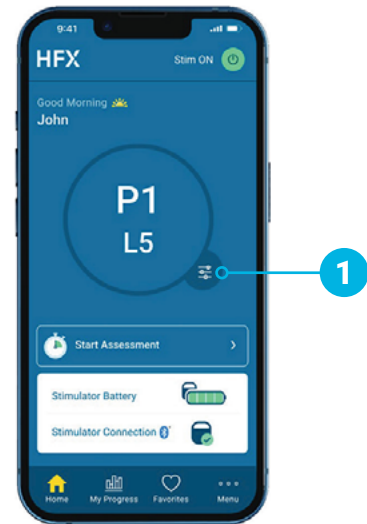 9:41
HFX Stim ON
Good Morning
John
P1
L5
1
Start Assessment
Stimulator Battery
Stimulator Connection
Home My Progress Favorites Menu